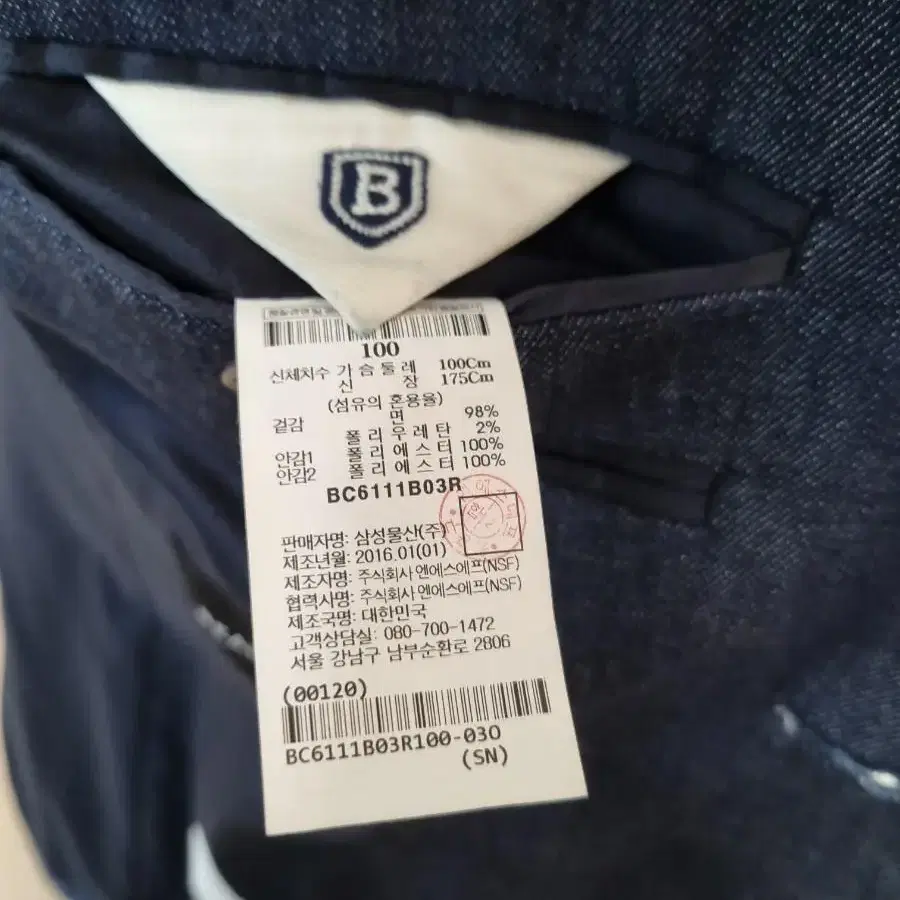 B
100
신체치수 가 슴 둘 레 100Cm
신 장 175Cm
(섬유의 혼용율)
겉감 면 98%
폴 리 우 레 탄 2%
안감1 폴 리 에 스 터 100%
안감2 폴 리 에 스 터 100%
BC6111B03R
판매자명: 삼성물산(주)
제조년월: 2016.01(01)
제조자명: 주식회사 엔에스에프(NSF)
협력사명: 주식회사 엔에스에프(NSF)
제조국명: 대한민국
고객상담실: 080-700-1472
서울 강남구 남부순환로 2806
(00120)
BC6111B03R100-03O
(SN)